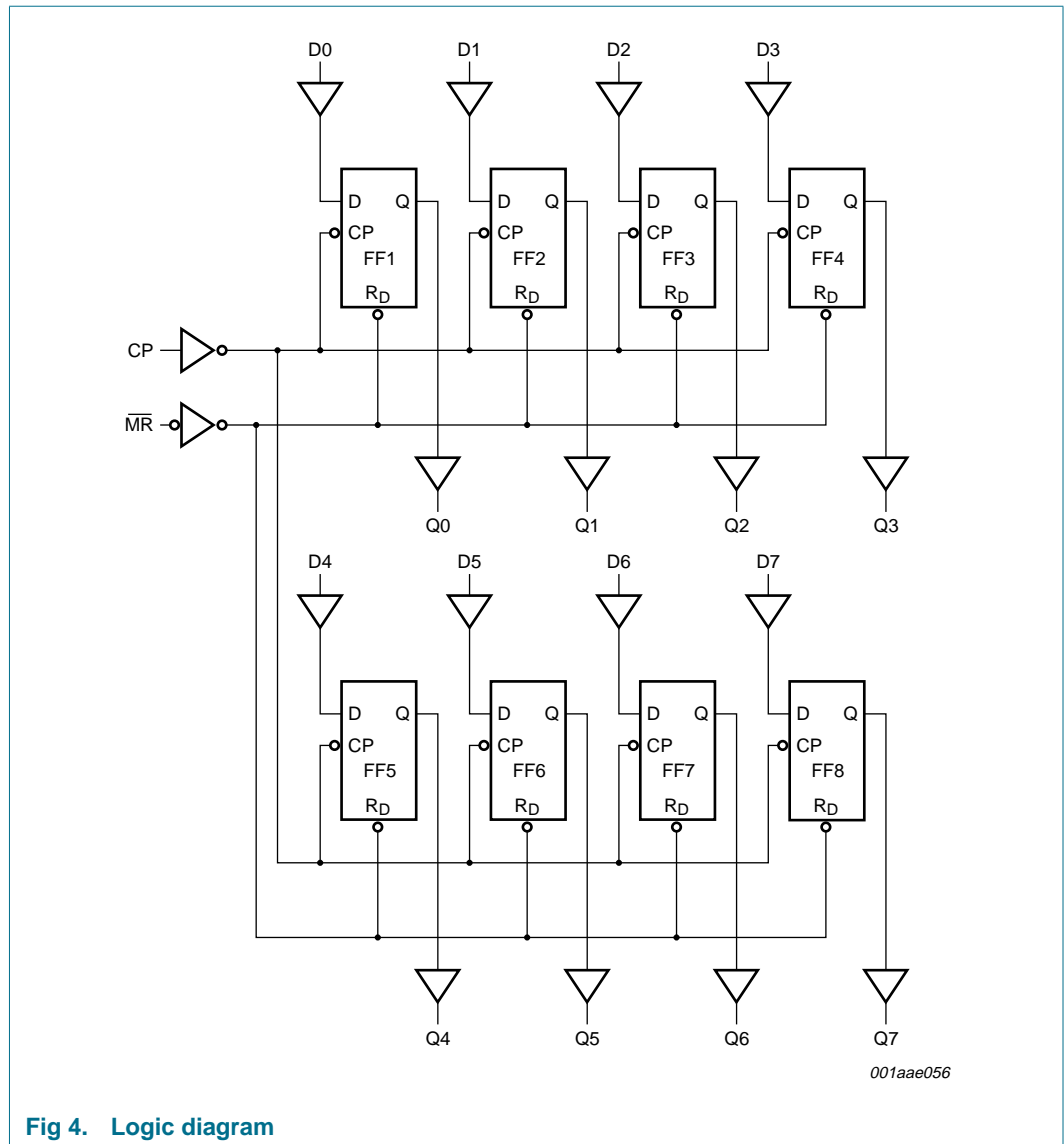 D0 D1 D2 D3
D Q D Q D Q D Q
CP CP CP CP
FF1 FF2 FF3 FF4
RD RD RD RD
CP
M̅R̅
Q0 Q1 Q2 Q3
D4 D5 D6 D7
D Q D Q D Q D Q
CP CP CP CP
FF5 FF6 FF7 FF8
RD RD RD RD
Q4 Q5 Q6 Q7
001aae056
Fig 4. Logic diagram